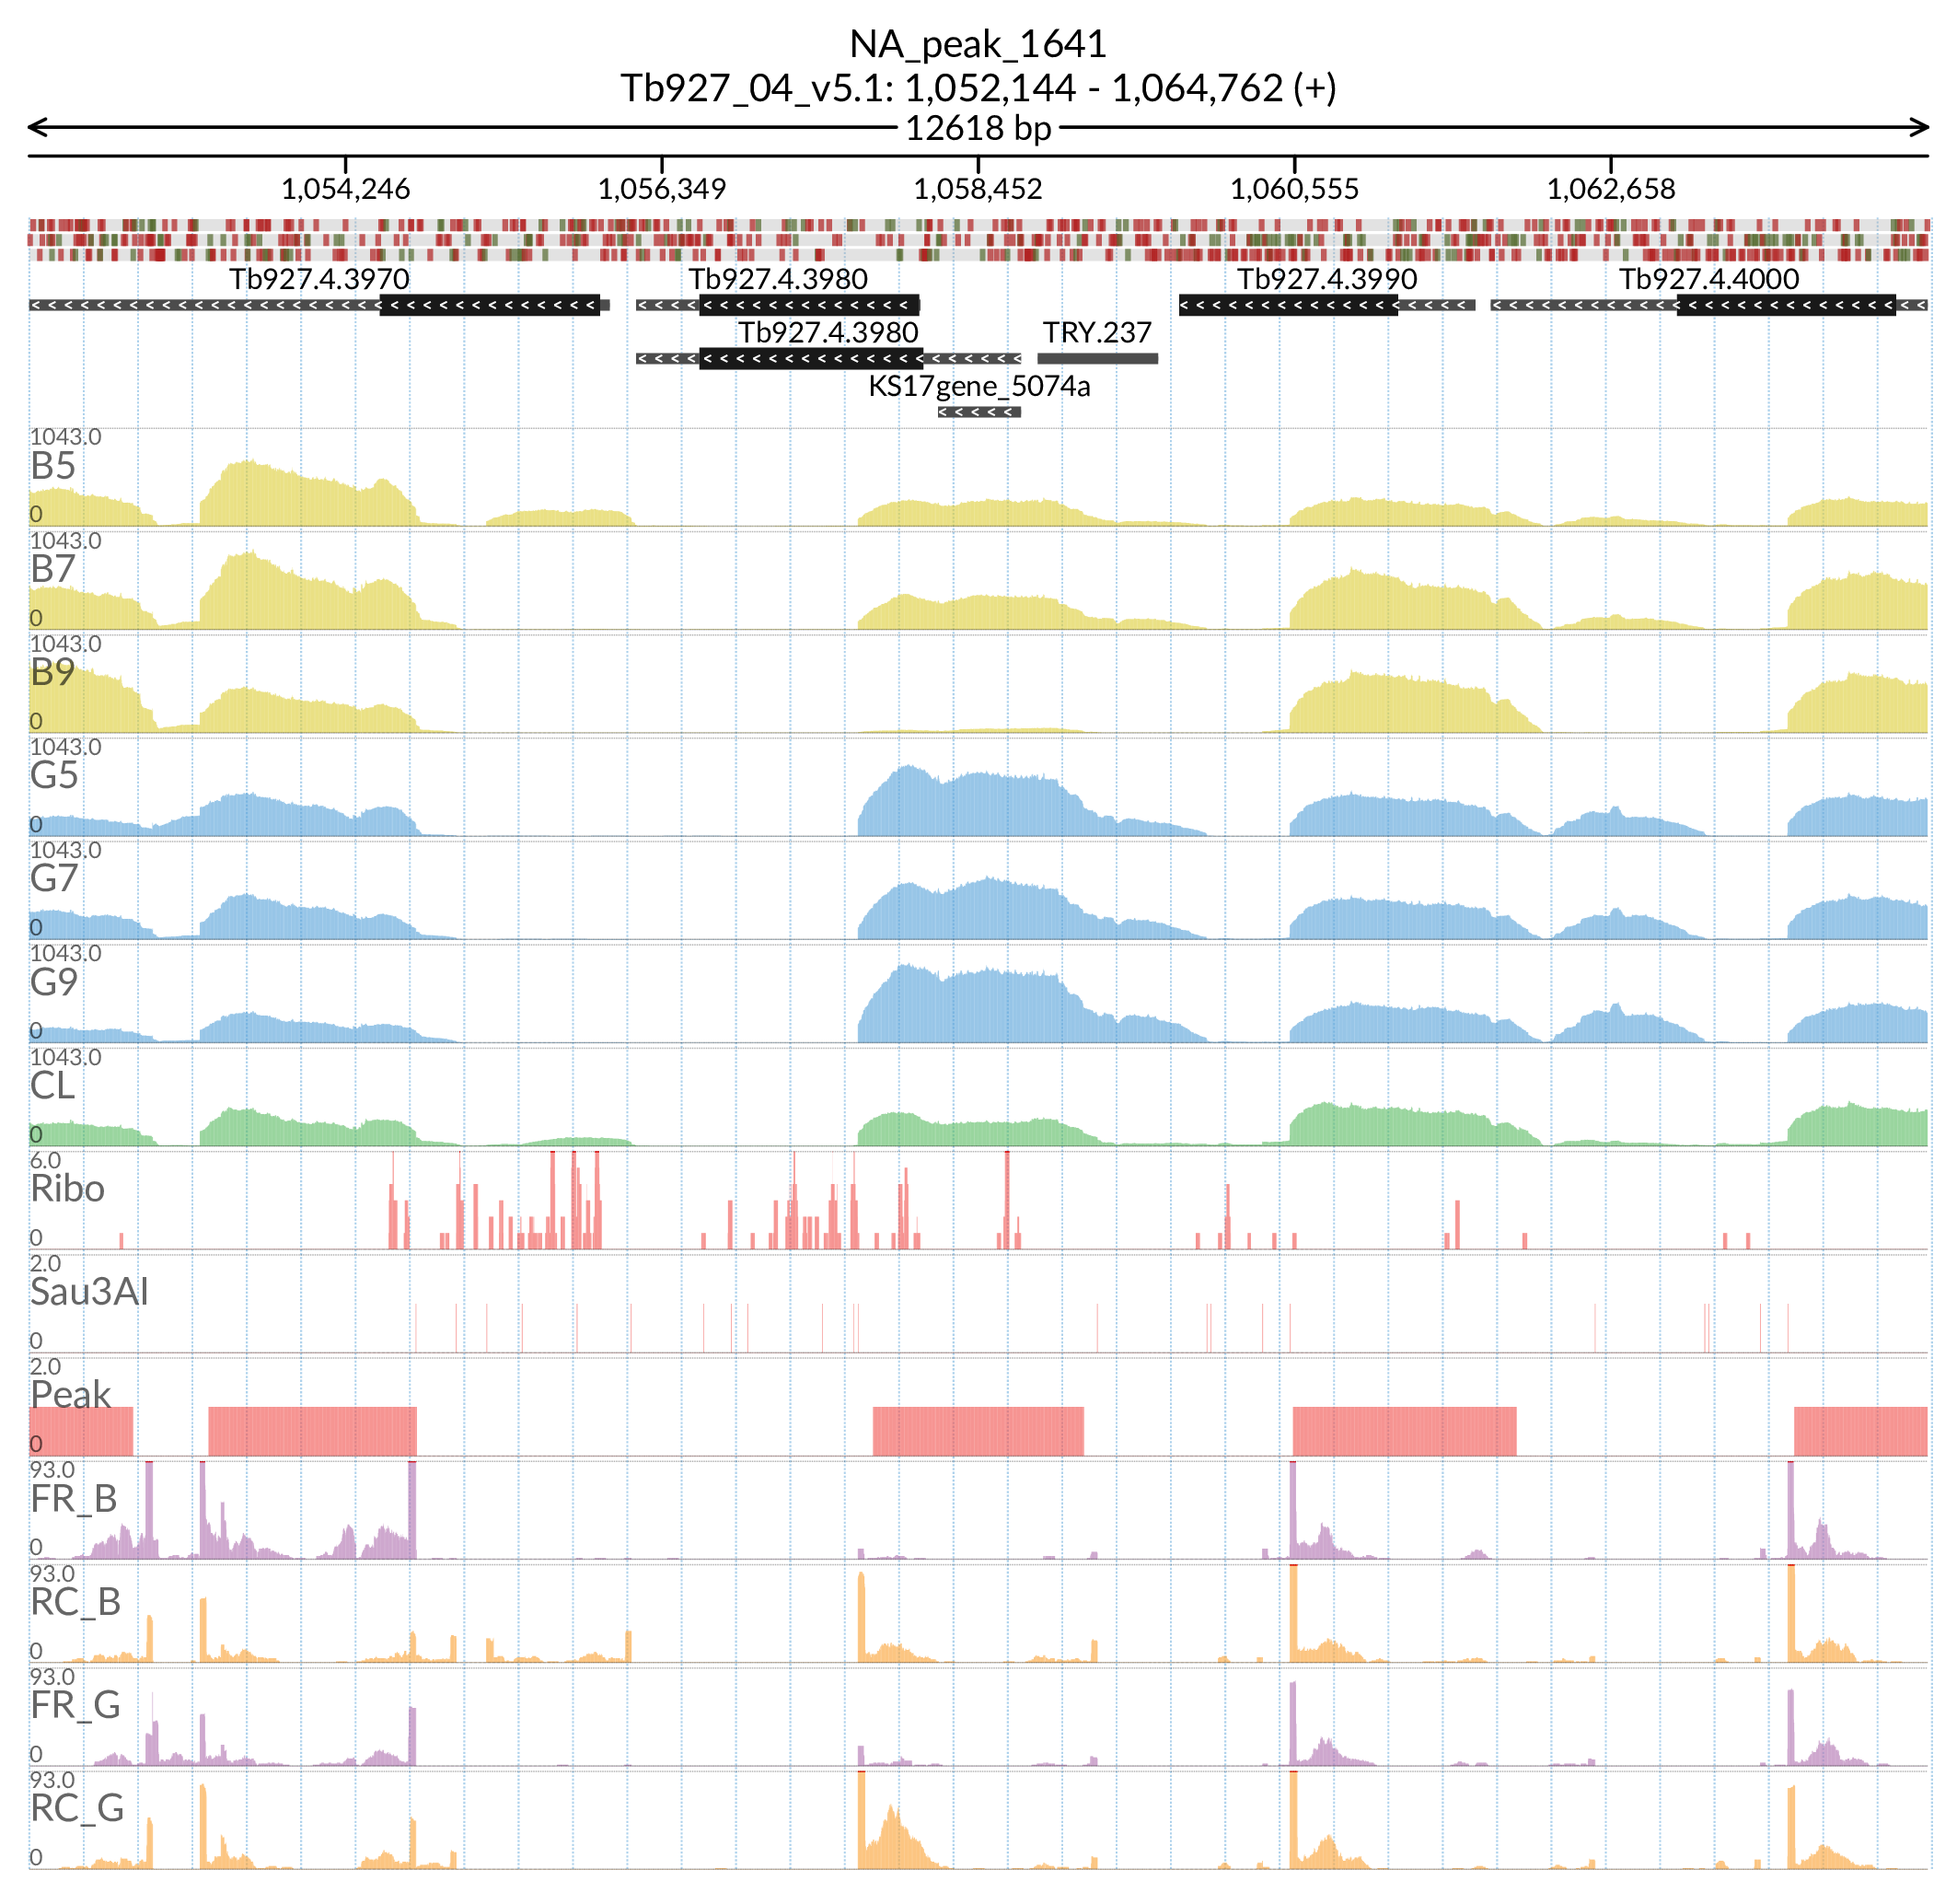 NA_peak_1641
Tb927_04_v5.1: 1,052,144 - 1,064,762 (+)
12618 bp
1,054,246 1,056,349 1,058,452 1,060,555 1,062,658
Tb927.4.3970 Tb927.4.3980 Tb927.4.3990 Tb927.4.4000
Tb927.4.3980 TRY.237
KS17gene_5074a
1043.0
B5
0
1043.0
B7
0
1043.0
B9
0
1043.0
G5
0
1043.0
G7
0
1043.0
G9
0
1043.0
CL
0
6.0
Ribo
0
2.0
Sau3AI
0
2.0
Peak
0
93.0
FR_B
0
93.0
RC_B
0
93.0
FR_G
0
93.0
RC_G
0